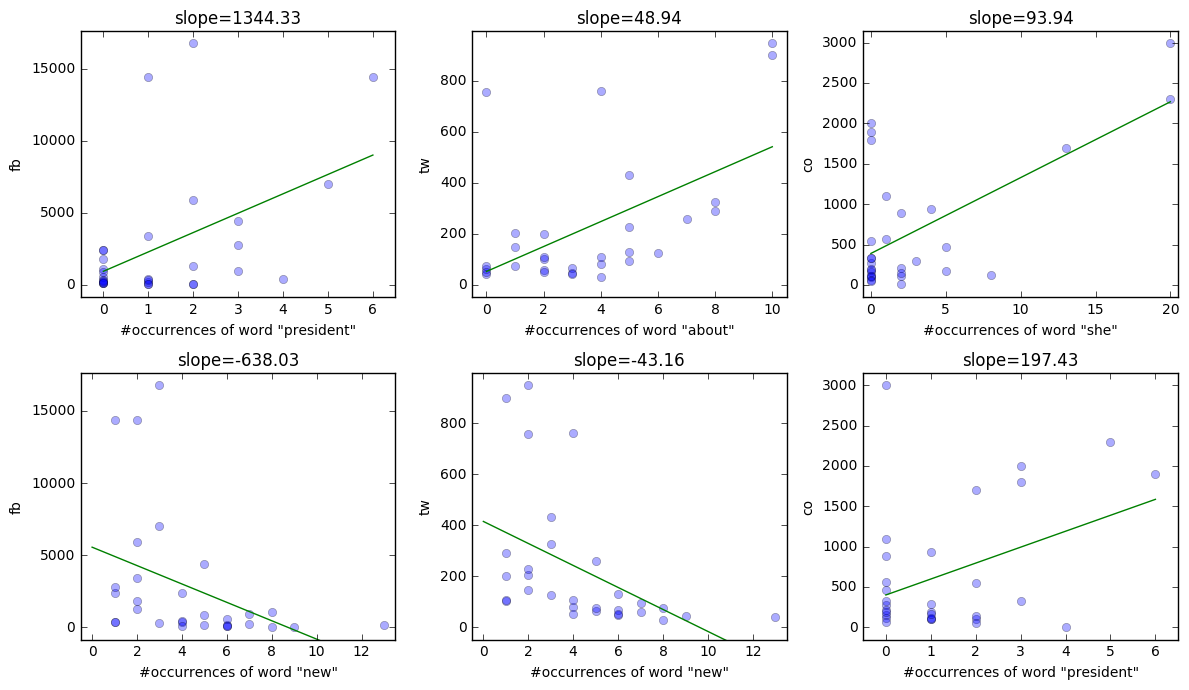 slope=1344.33
slope=48.94
slope=93.94
15000
10000
5000
0
fb
0 1 2 3 4 5 6
#occurrences of word "president"
800
600
400
200
0
tw
0 2 4 6 8 10
#occurrences of word "about"
3000
2500
2000
1500
1000
500
0
co
0 5 10 15 20
#occurrences of word "she"
slope=-638.03
slope=-43.16
slope=197.43
15000
10000
5000
0
fb
0 2 4 6 8 10 12
#occurrences of word "new"
800
600
400
200
0
tw
0 2 4 6 8 10 12
#occurrences of word "new"
3000
2500
2000
1500
1000
500
0
co
0 1 2 3 4 5 6
#occurrences of word "president"